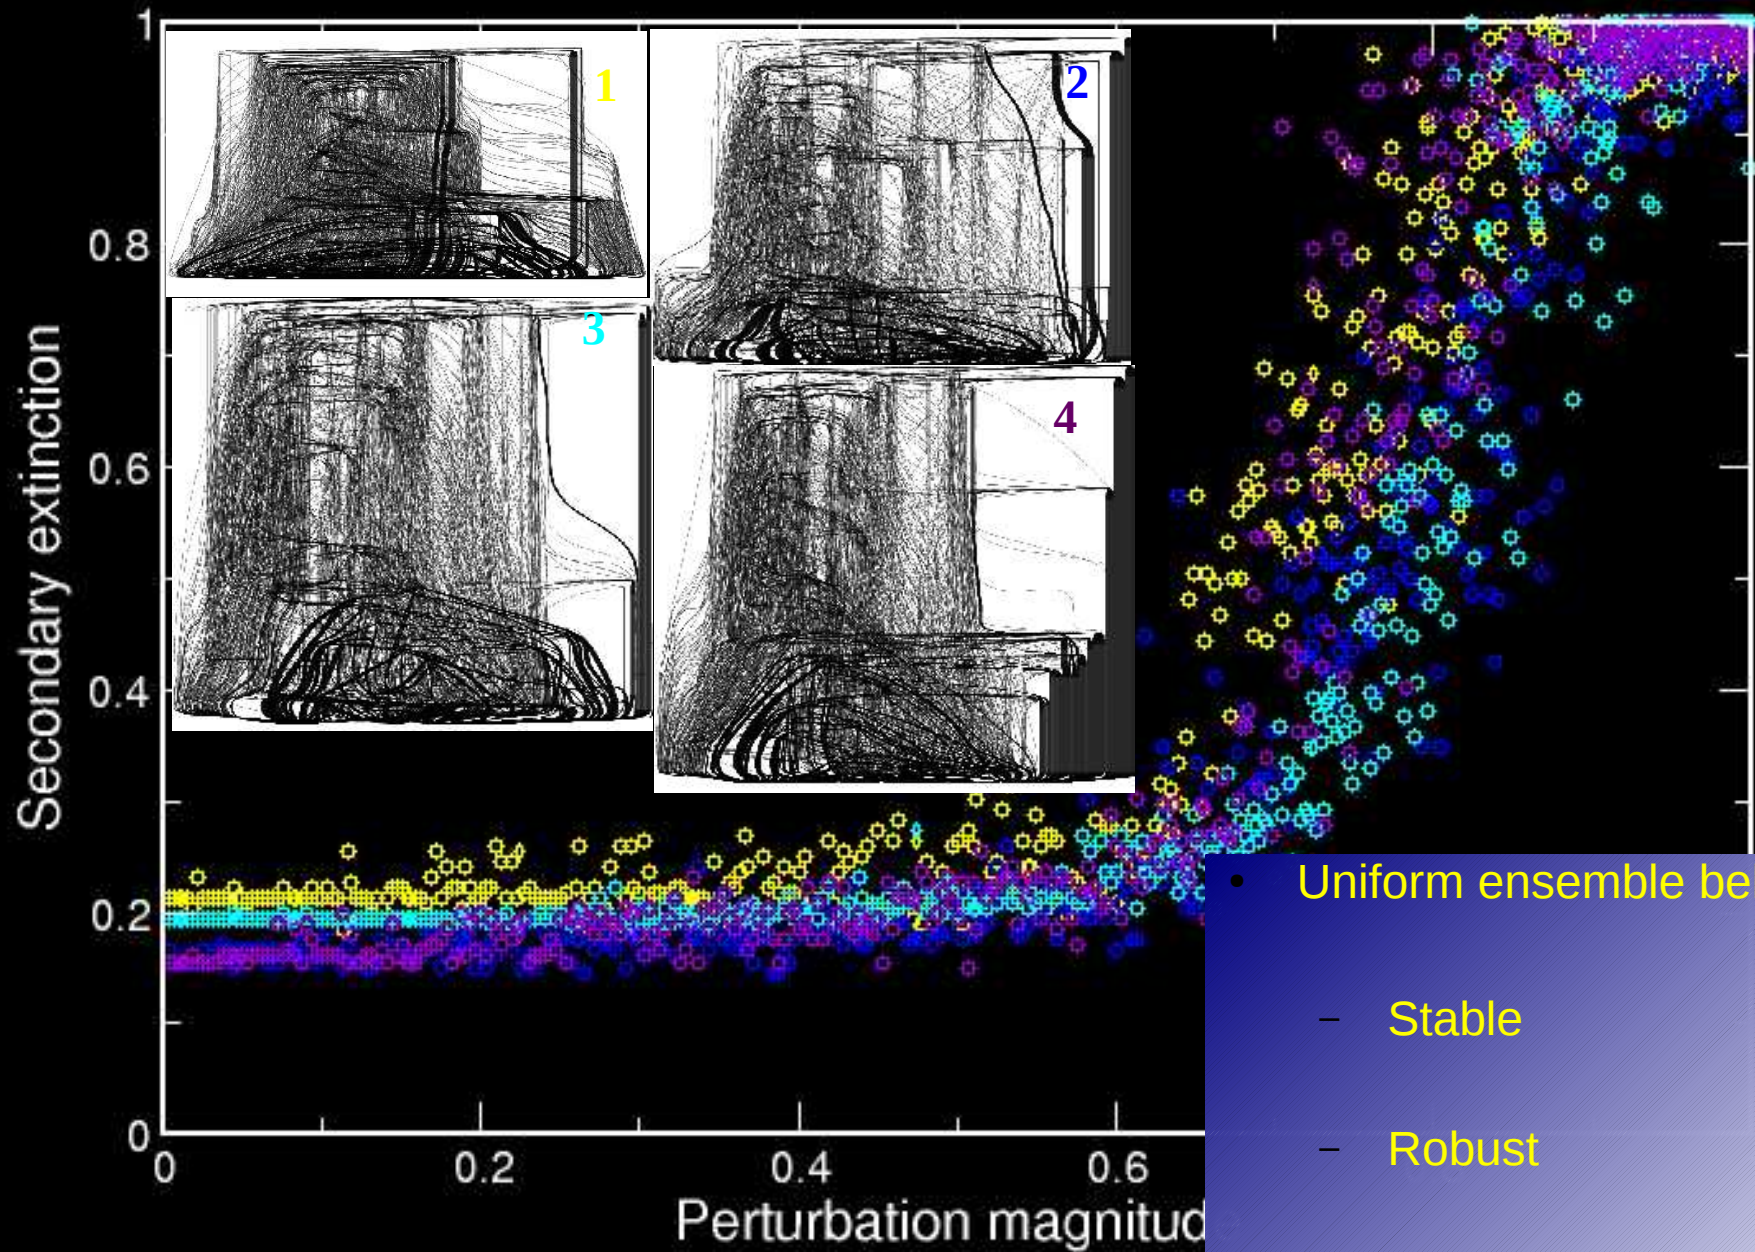 1
0.8
0.6
0.4
0.2
0
Secondary extinction
1
2
3
4
0
0.2
0.4
0.6
Perturbation magnitud
• Uniform ensemble be
– Stable
– Robust